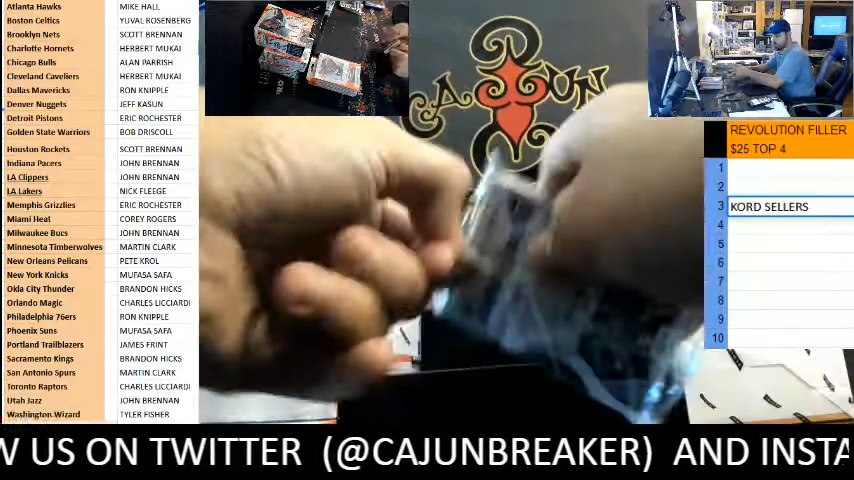 Atlanta Hawks MIKE HALL
Boston Celtics YUVAL ROSENBERG
Brooklyn Nets SCOTT BRENNAN
Charlotte Hornets HERBERT MUKAI
Chicago Bulls ALAN PARRISH
Cleveland Cavaliers HERBERT MUKAI
Dallas Mavericks RON KNIPPLE
Denver Nuggets JEFF KASUN
Detroit Pistons ERIC ROCHESTER
Golden State Warriors BOB DRISCOLL
Houston Rockets SCOTT BRENNAN
Indiana Pacers JOHN BRENNAN
LA Clippers JOHN BRENNAN
LA Lakers NICK FLEEGE
Memphis Grizzlies ERIC ROCHESTER
Miami Heat COREY ROGERS
Milwaukee Bucs JOHN BRENNAN
Minnesota Timberwolves MARTIN CLARK
New Orleans Pelicans PETE KROL
New York Knicks MUFASA SAFA
Okla City Thunder BRANDON HICKS
Orlando Magic CHARLES LICCIARDI
Philadelphia 76ers RON KNIPPLE
Phoenix Suns MUFASA SAFA
Portland Trailblazers JAMES FRINT
Sacramento Kings BRANDON HICKS
San Antonio Spurs MARTIN CLARK
Toronto Raptors CHARLES LICCIARDI
Utah Jazz JOHN BRENNAN
Washington Wizard TYLER FISHER
CAJUN
REVOLUTION FILLER
$25 TOP 4
1
2
3 KORD SELLERS
4
5
6
7
8
9
10
W US ON TWITTER (@CAJUNBREAKER) AND INSTA